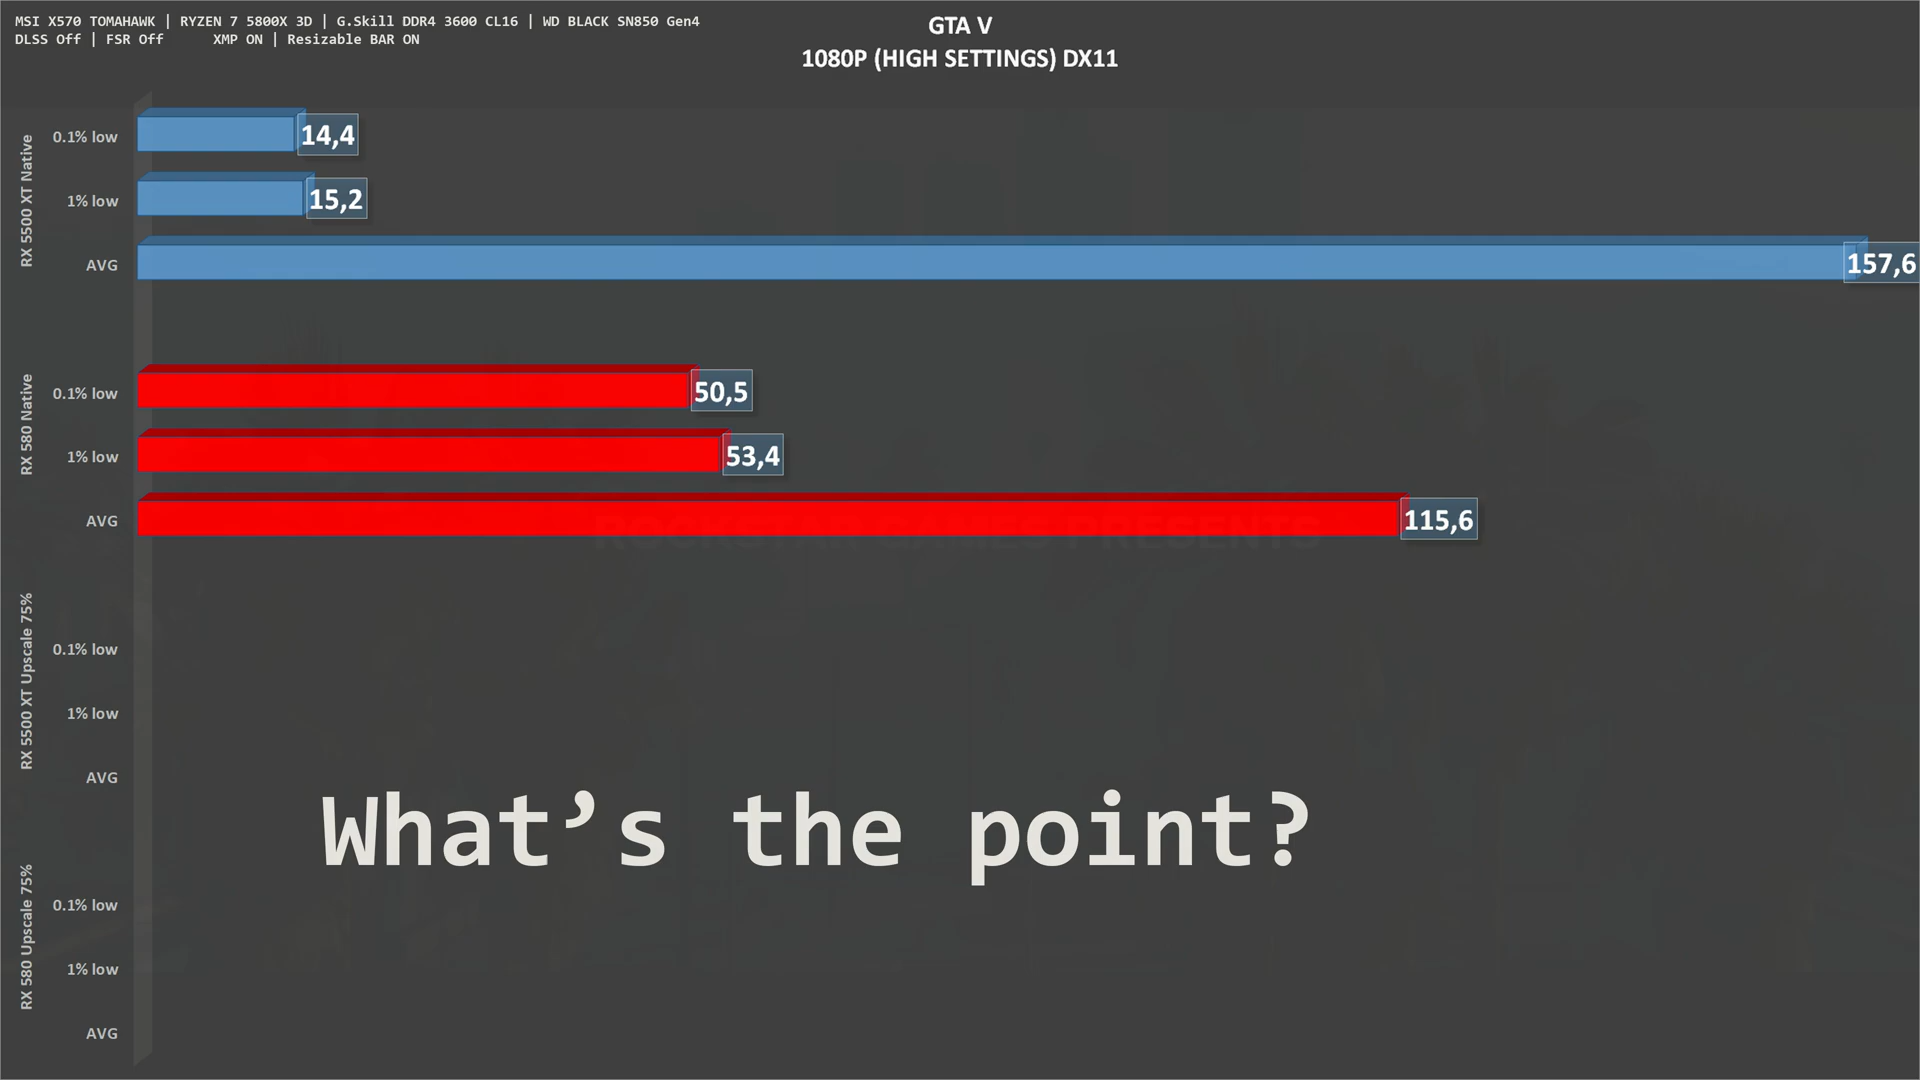 MSI X570 TOMAHAWK | RYZEN 7 5800X 3D | G.Skill DDR4 3600 CL16 | WD BLACK SN850 Gen4
DLSS Off | FSR Off XMP ON | Resizable BAR ON
GTA V
1080P (HIGH SETTINGS) DX11
RX 5500 XT Native
0.1% low 14,4
1% low 15,2
AVG 157,6
RX 580 Native
0.1% low 50,5
1% low 53,4
AVG 115,6
ROCKSTAR GAMES PRESENTS
RX 5500 XT Upscale 75%
0.1% low
1% low
AVG
What’s the point?
RX 580 Upscale 75%
0.1% low
1% low
AVG